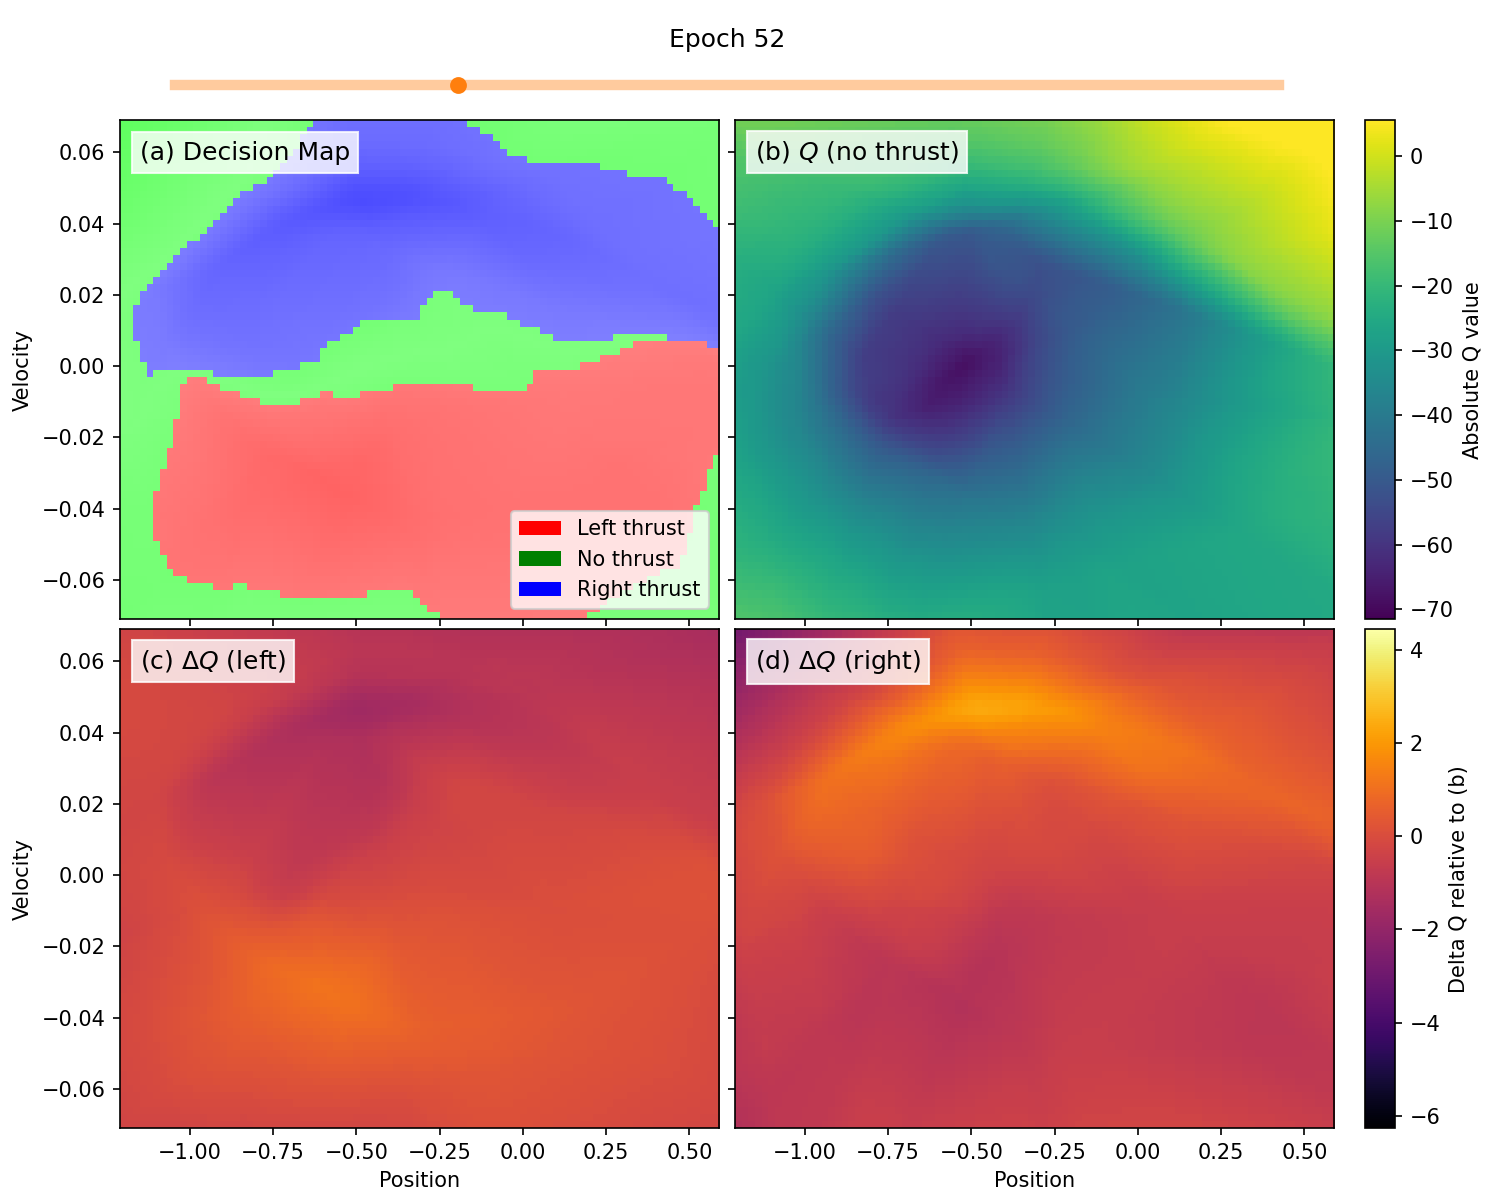 Epoch 52
(a) Decision Map
(b) Q (no thrust)
0.06
0.04
0.02
0.00
−0.02
−0.04
−0.06
Velocity
Left thrust
No thrust
Right thrust
0
−10
−20
−30
−40
−50
−60
−70
Absolute Q value
(c) ΔQ (left)
(d) ΔQ (right)
0.06
0.04
0.02
0.00
−0.02
−0.04
−0.06
Velocity
−1.00 −0.75 −0.50 −0.25 0.00 0.25 0.50
Position
−1.00 −0.75 −0.50 −0.25 0.00 0.25 0.50
Position
4
2
0
−2
−4
−6
Delta Q relative to (b)